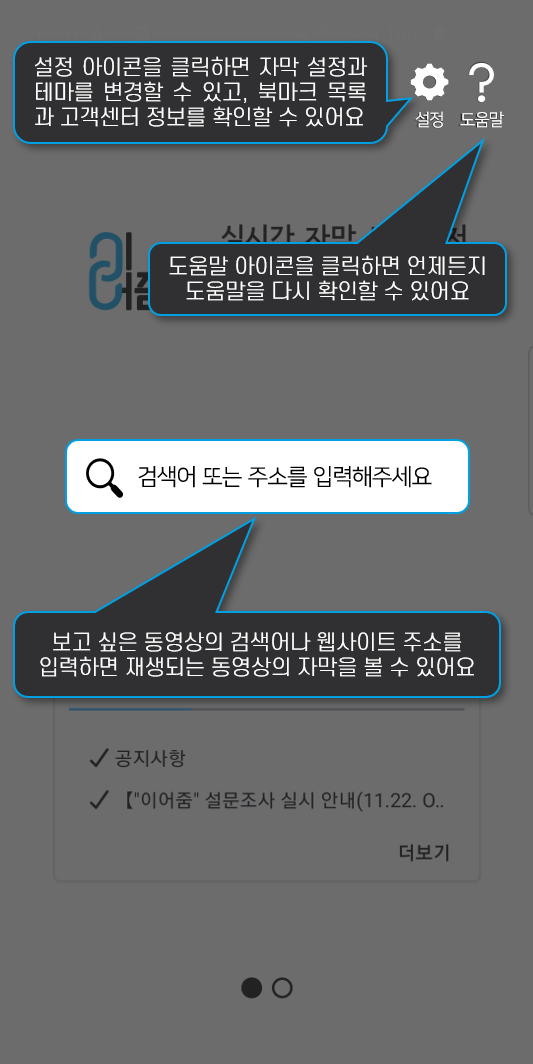 설정 아이콘을 클릭하면 자막 설정과
테마를 변경할 수 있고, 북마크 목록
과 고객센터 정보를 확인할 수 있어요
설정
도움말
실시간 자막
도움말 아이콘을 클릭하면 언제든지
도움말을 다시 확인할 수 있어요
검색어 또는 주소를 입력해주세요
보고 싶은 동영상의 검색어나 웹사이트 주소를
입력하면 재생되는 동영상의 자막을 볼 수 있어요
공지사항
【"이어줌" 설문조사 실시 안내(11.22. O..
더보기